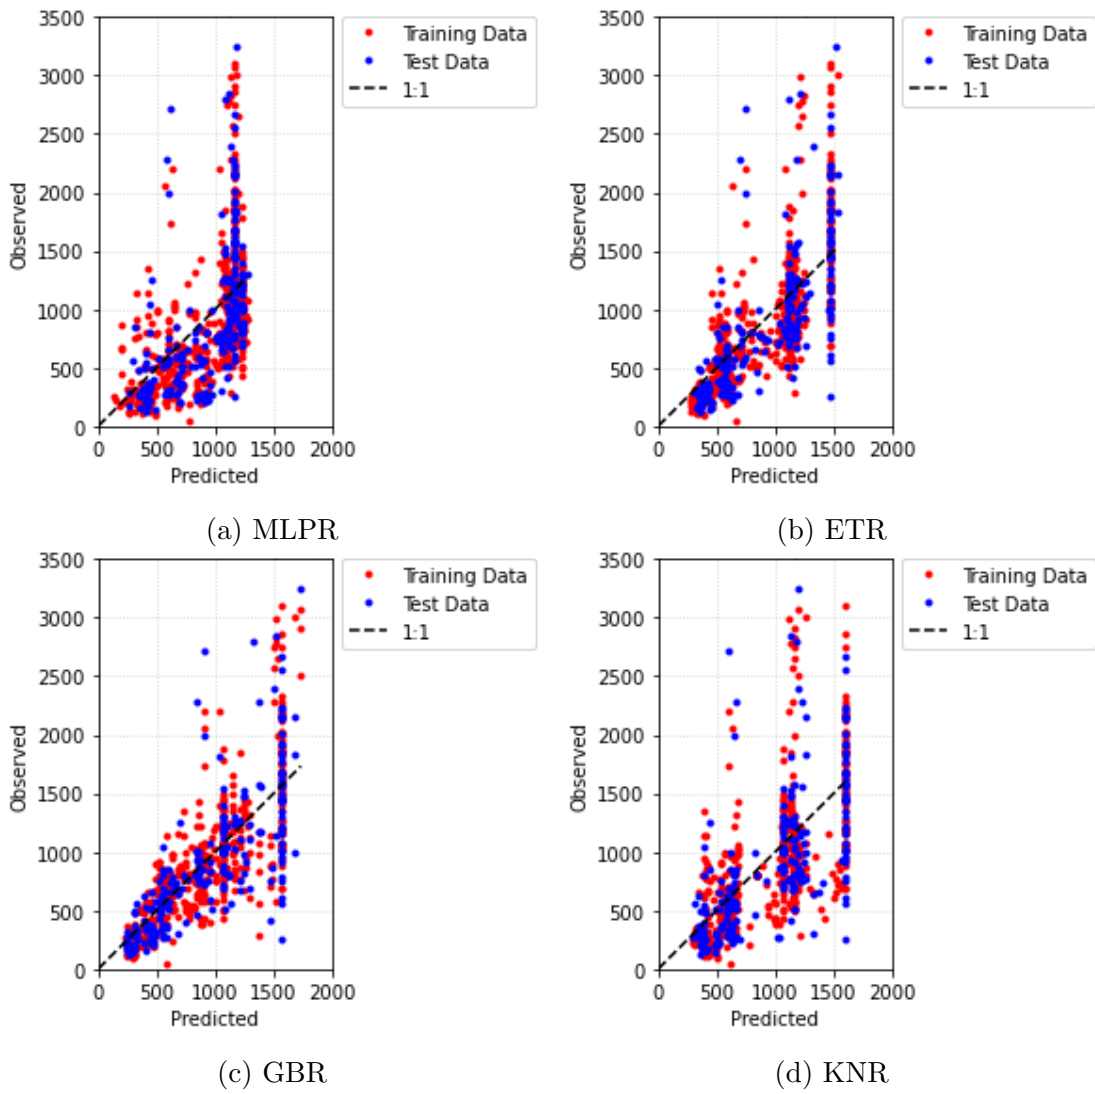 3500
3000
2500
2000
1500
1000
500
0
Observed
0 500 1000 1500 2000
Predicted
Training Data
Test Data
1:1
(a) MLPR
3500
3000
2500
2000
1500
1000
500
0
Observed
0 500 1000 1500 2000
Predicted
Training Data
Test Data
1:1
(b) ETR
3500
3000
2500
2000
1500
1000
500
0
Observed
0 500 1000 1500 2000
Predicted
Training Data
Test Data
1:1
(c) GBR
3500
3000
2500
2000
1500
1000
500
0
Observed
0 500 1000 1500 2000
Predicted
Training Data
Test Data
1:1
(d) KNR